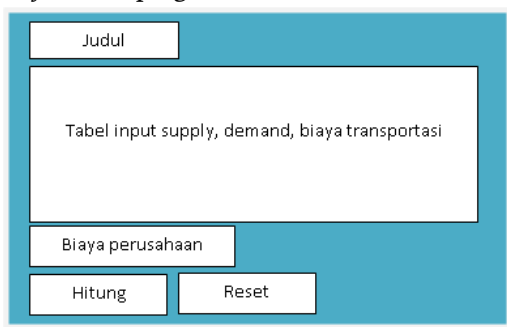 Judul
Tabel input supply, demand, biaya transportasi
Biaya perusahaan
Hitung
Reset